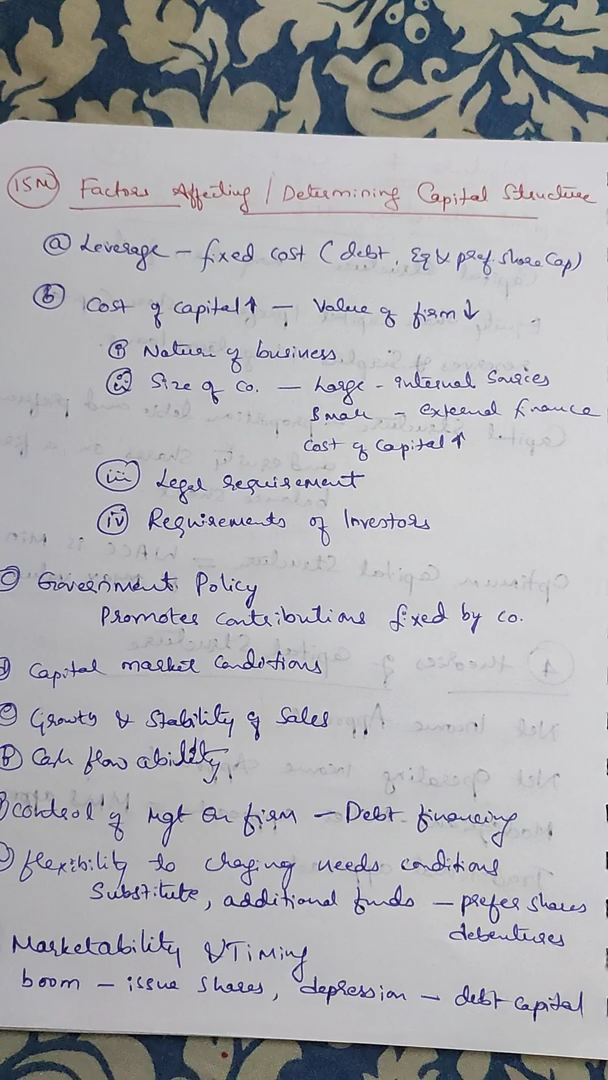 15M Factors Affecting / Determining Capital Structure
ⓐ Leverage – fixed cost (debt, Eq & pref share Cap)
ⓑ Cost of capital ↑ – Value of firm ↓
ⓘ Nature of business
ⓘⓘ Size of co. – Large – internal Sources
Small – external finance
cost of capital ↑
iii Legal requirement
iv Requirements of Investors
Government Policy
Promotes contributions fixed by co.
Capital market conditions
ⓔ Growth & Stability of Sales
Cash flow ability
control of mgt on firm – Debt financing
flexibility to chaging needs conditions
Substitute, additional funds – prefer shares
debentures
Marketability & Timing
boom – issue shares, depression – debt capital